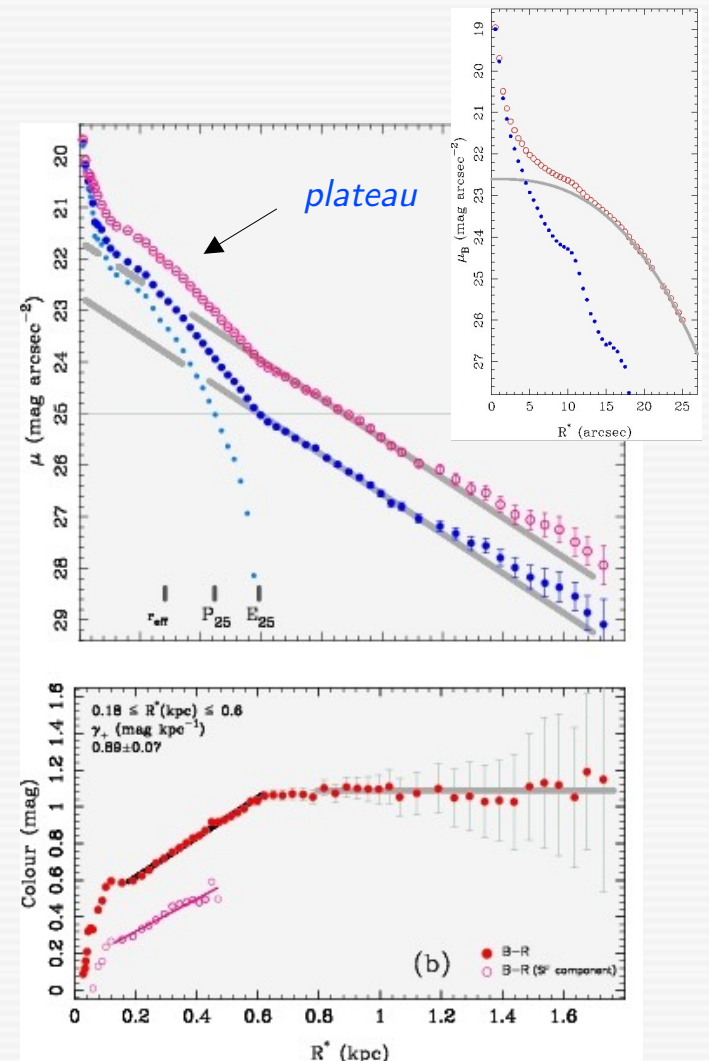 plateau
19
20
21
22
23
24
25
26
27
μB (mag arcsec-2)
0 5 10 15 20 25
R* (arcsec)
20
21
22
23
24
25
26
27
28
29
μ (mag arcsec-2)
reff P25 E25
1.6
1.4
1.2
1
0.8
0.6
0.4
0.2
0
Colour (mag)
0.18 ≤ R*(kpc) ≤ 0.6
γ+ (mag kpc-1)
0.89±0.07
(b)
B-R
B-R (SF component)
0 0.2 0.4 0.6 0.8 1 1.2 1.4 1.6
R* (kpc)